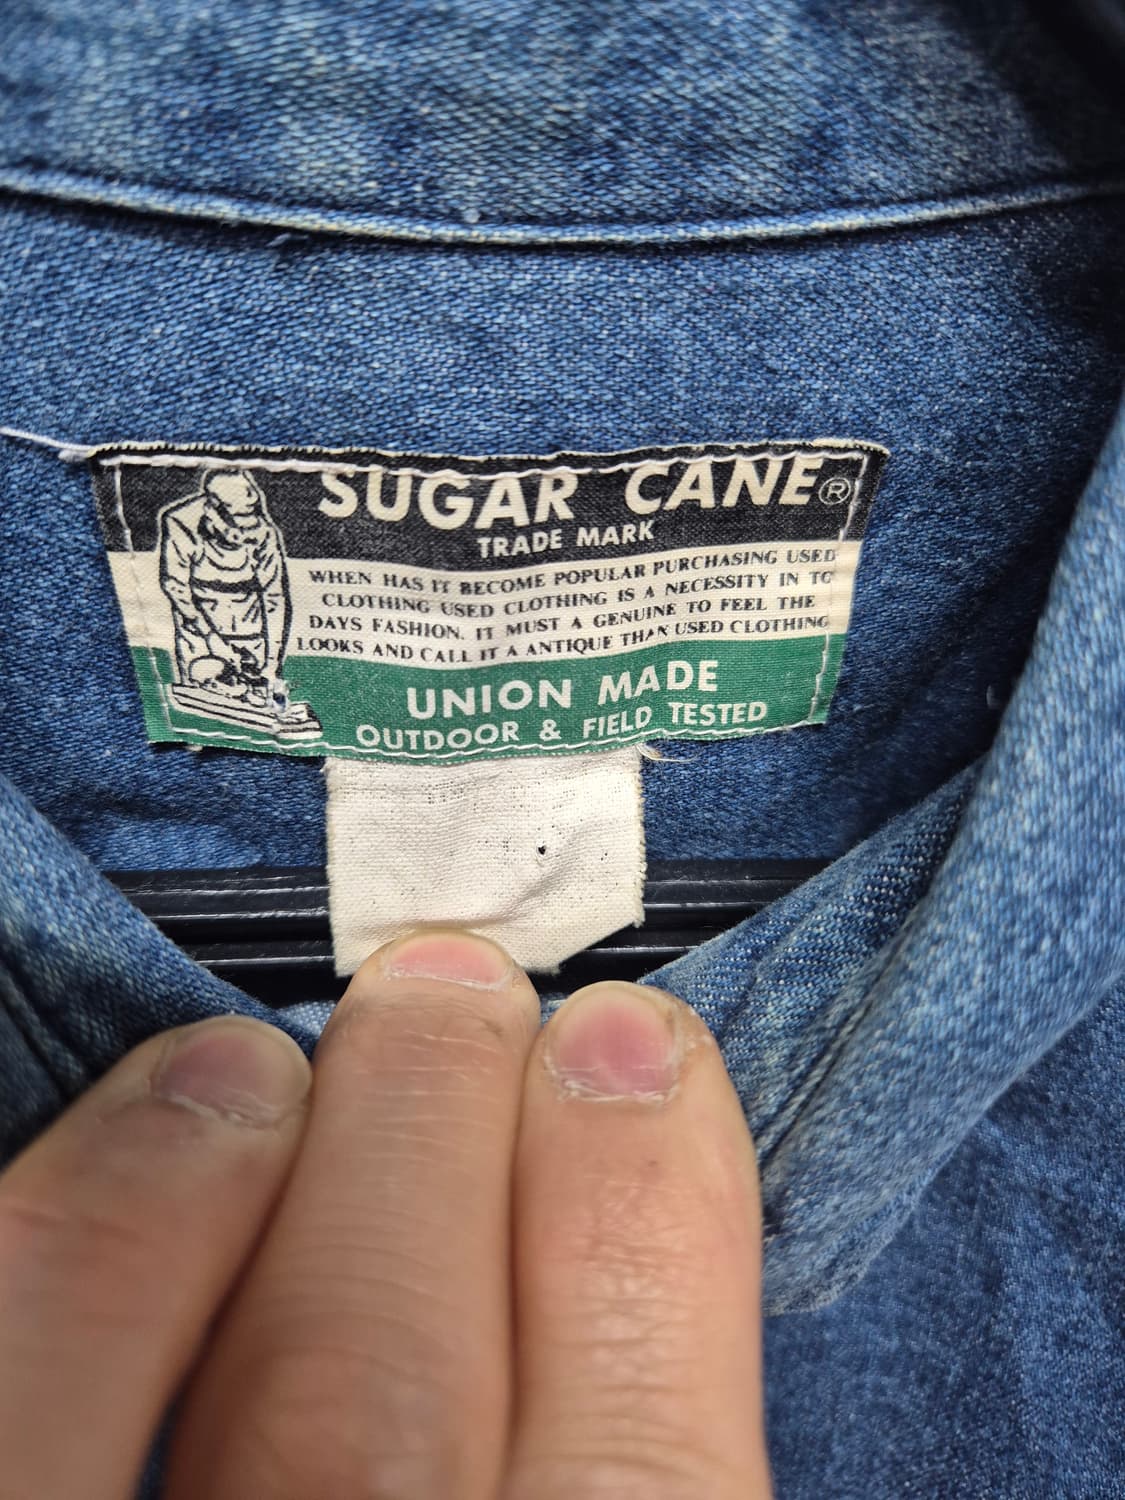 SUGAR CANE®
TRADE MARK
WHEN HAS IT BECOME POPULAR PURCHASING USED
CLOTHING USED CLOTHING IS A NECESSITY IN TO
DAYS FASHION. IT MUST A GENUINE TO FEEL THE
LOOKS AND CALL IT A ANTIQUE THAN USED CLOTHING
UNION MADE
OUTDOOR & FIELD TESTED